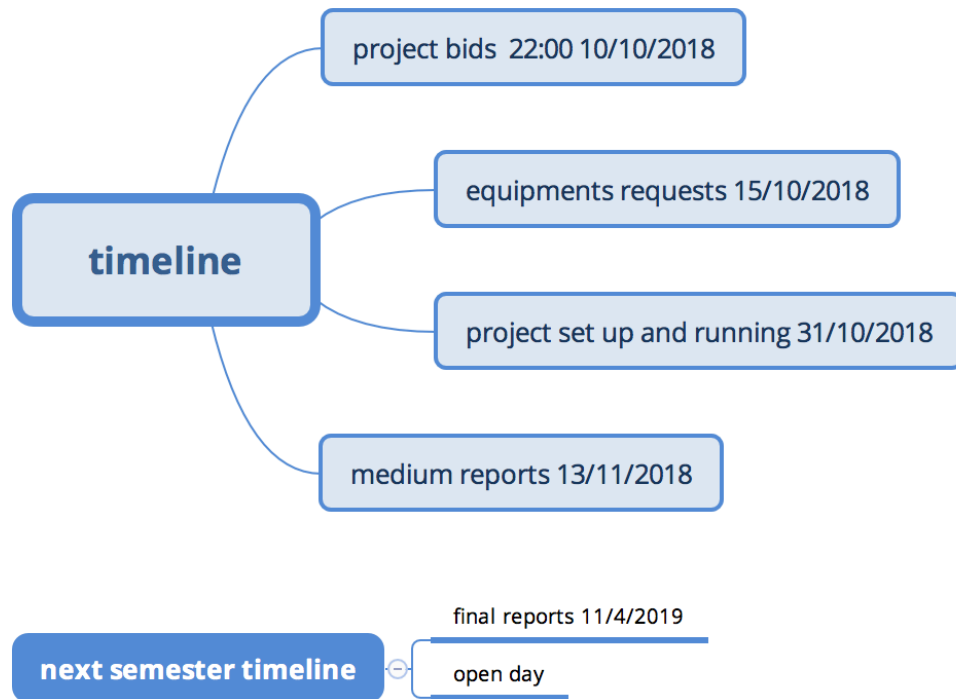 project bids  22:00 10/10/2018
equipments requests 15/10/2018
timeline
project set up and running 31/10/2018
medium reports 13/11/2018
final reports 11/4/2019
next semester timeline
open day